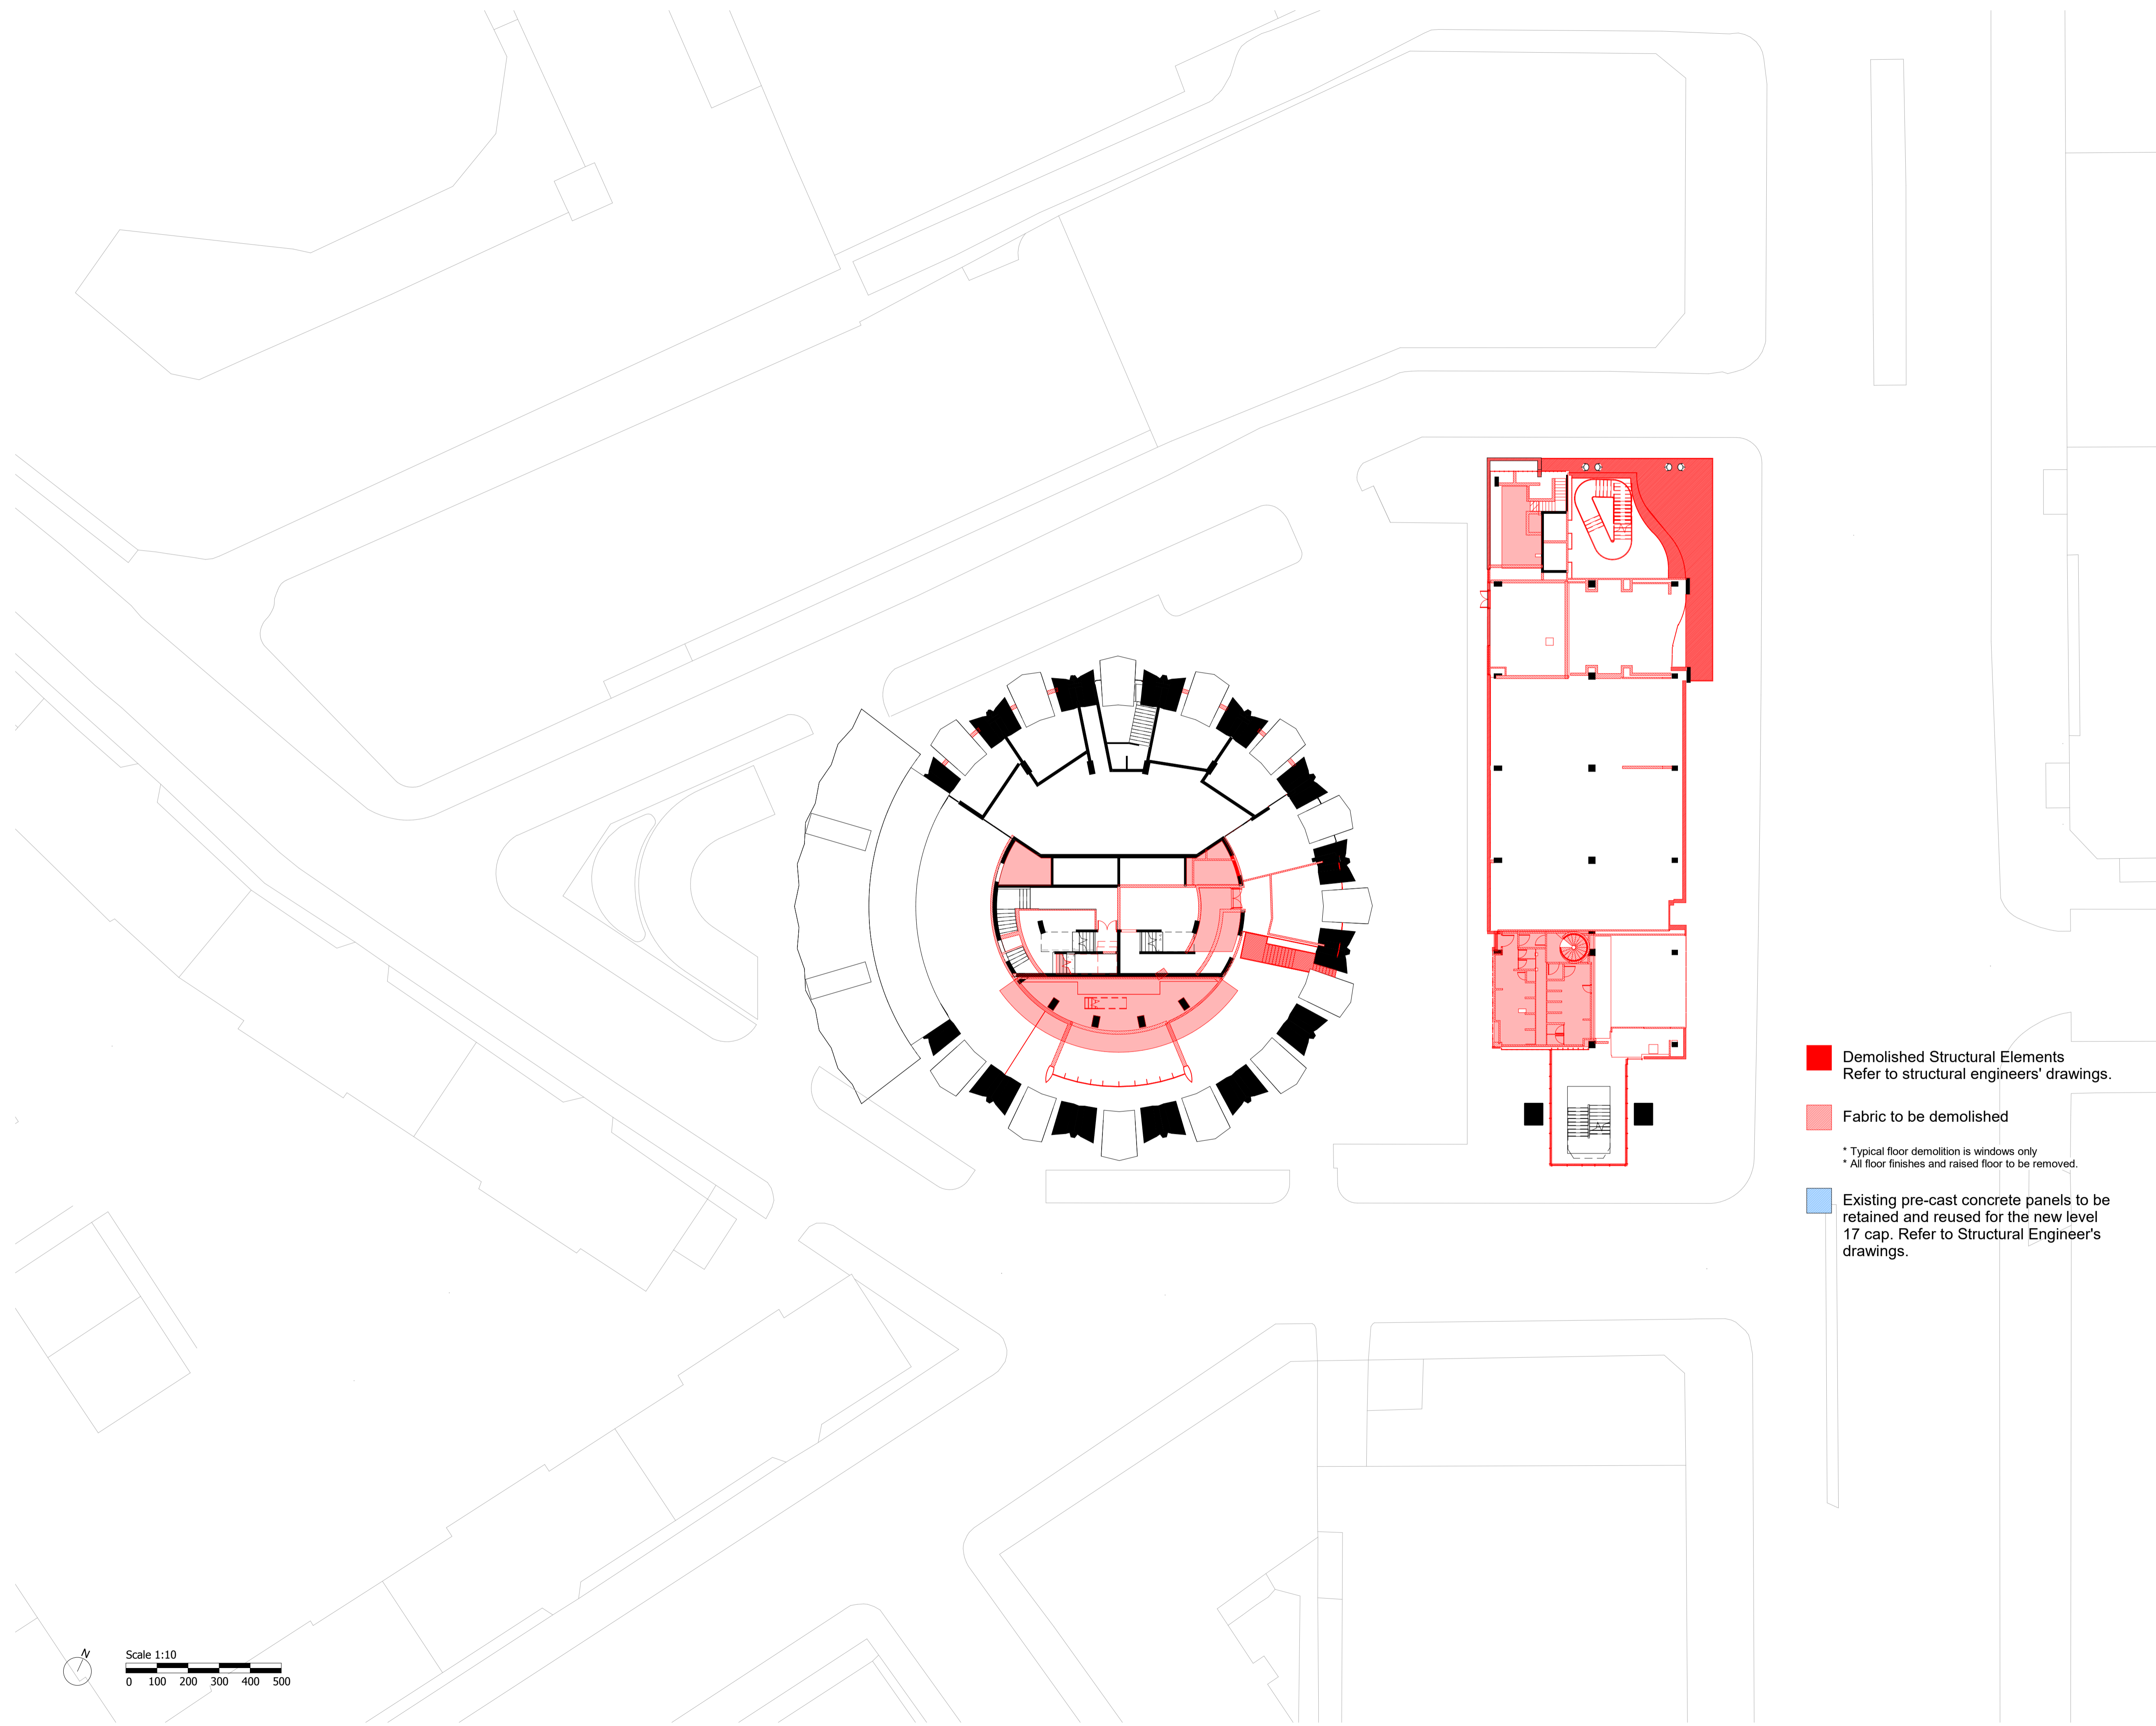 Demolished Structural Elements
Refer to structural engineers' drawings.
Fabric to be demolished
* Typical floor demolition is windows only
* All floor finishes and raised floor to be removed.
Existing pre-cast concrete panels to be
retained and reused for the new level
17 cap. Refer to Structural Engineer's
drawings.
N
Scale 1:10
0 100 200 300 400 500